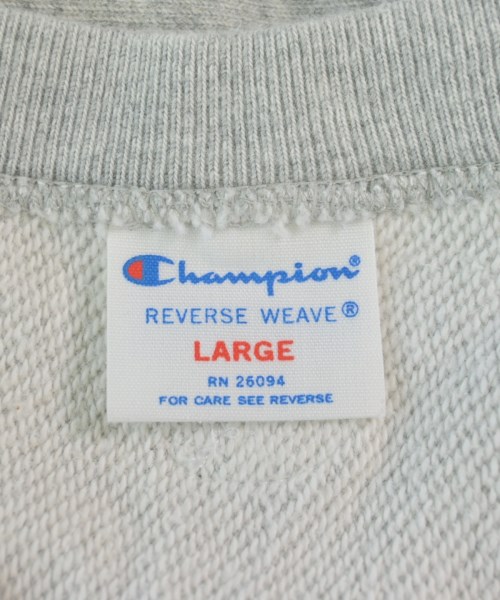 Champion®
REVERSE WEAVE®
LARGE
RN 26094
FOR CARE SEE REVERSE